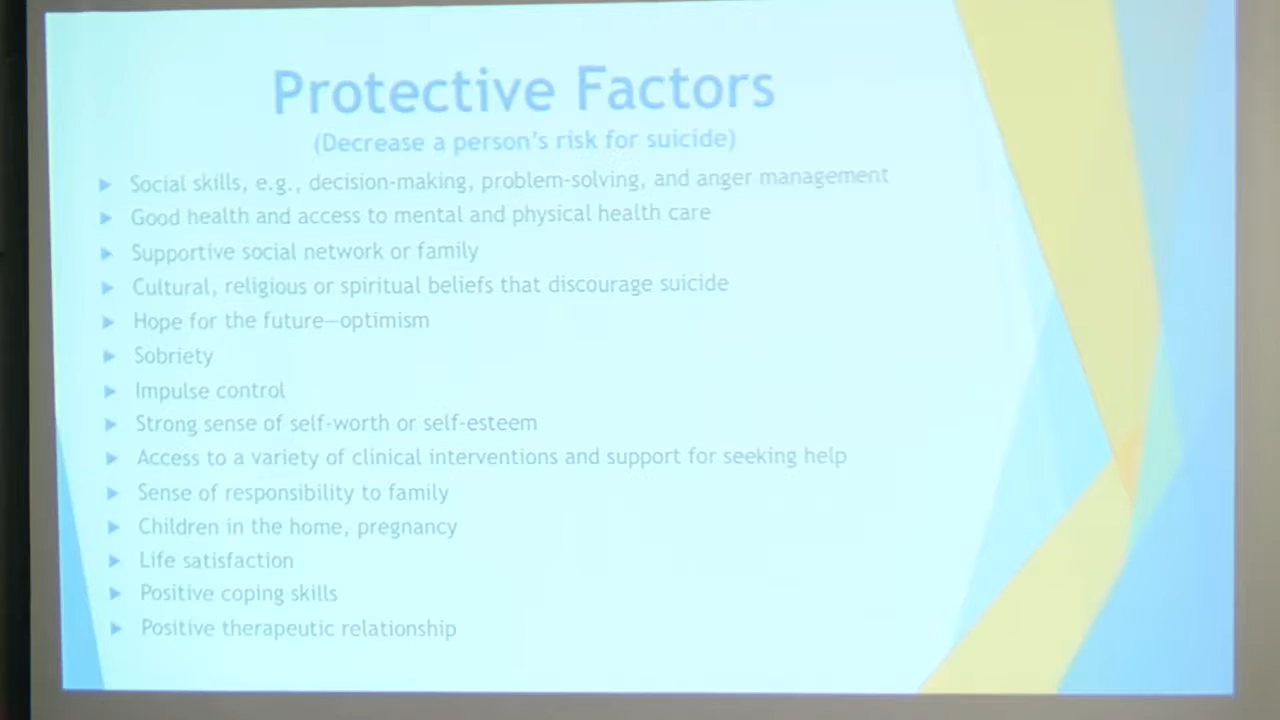 Protective Factors
(Decrease a person's risk for suicide)
Social skills, e.g., decision-making, problem-solving, and anger management
Good health and access to mental and physical health care
Supportive social network or family
Cultural, religious or spiritual beliefs that discourage suicide
Hope for the future—optimism
Sobriety
Impulse control
Strong sense of self-worth or self-esteem
Access to a variety of clinical interventions and support for seeking help
Sense of responsibility to family
Children in the home, pregnancy
Life satisfaction
Positive coping skills
Positive therapeutic relationship